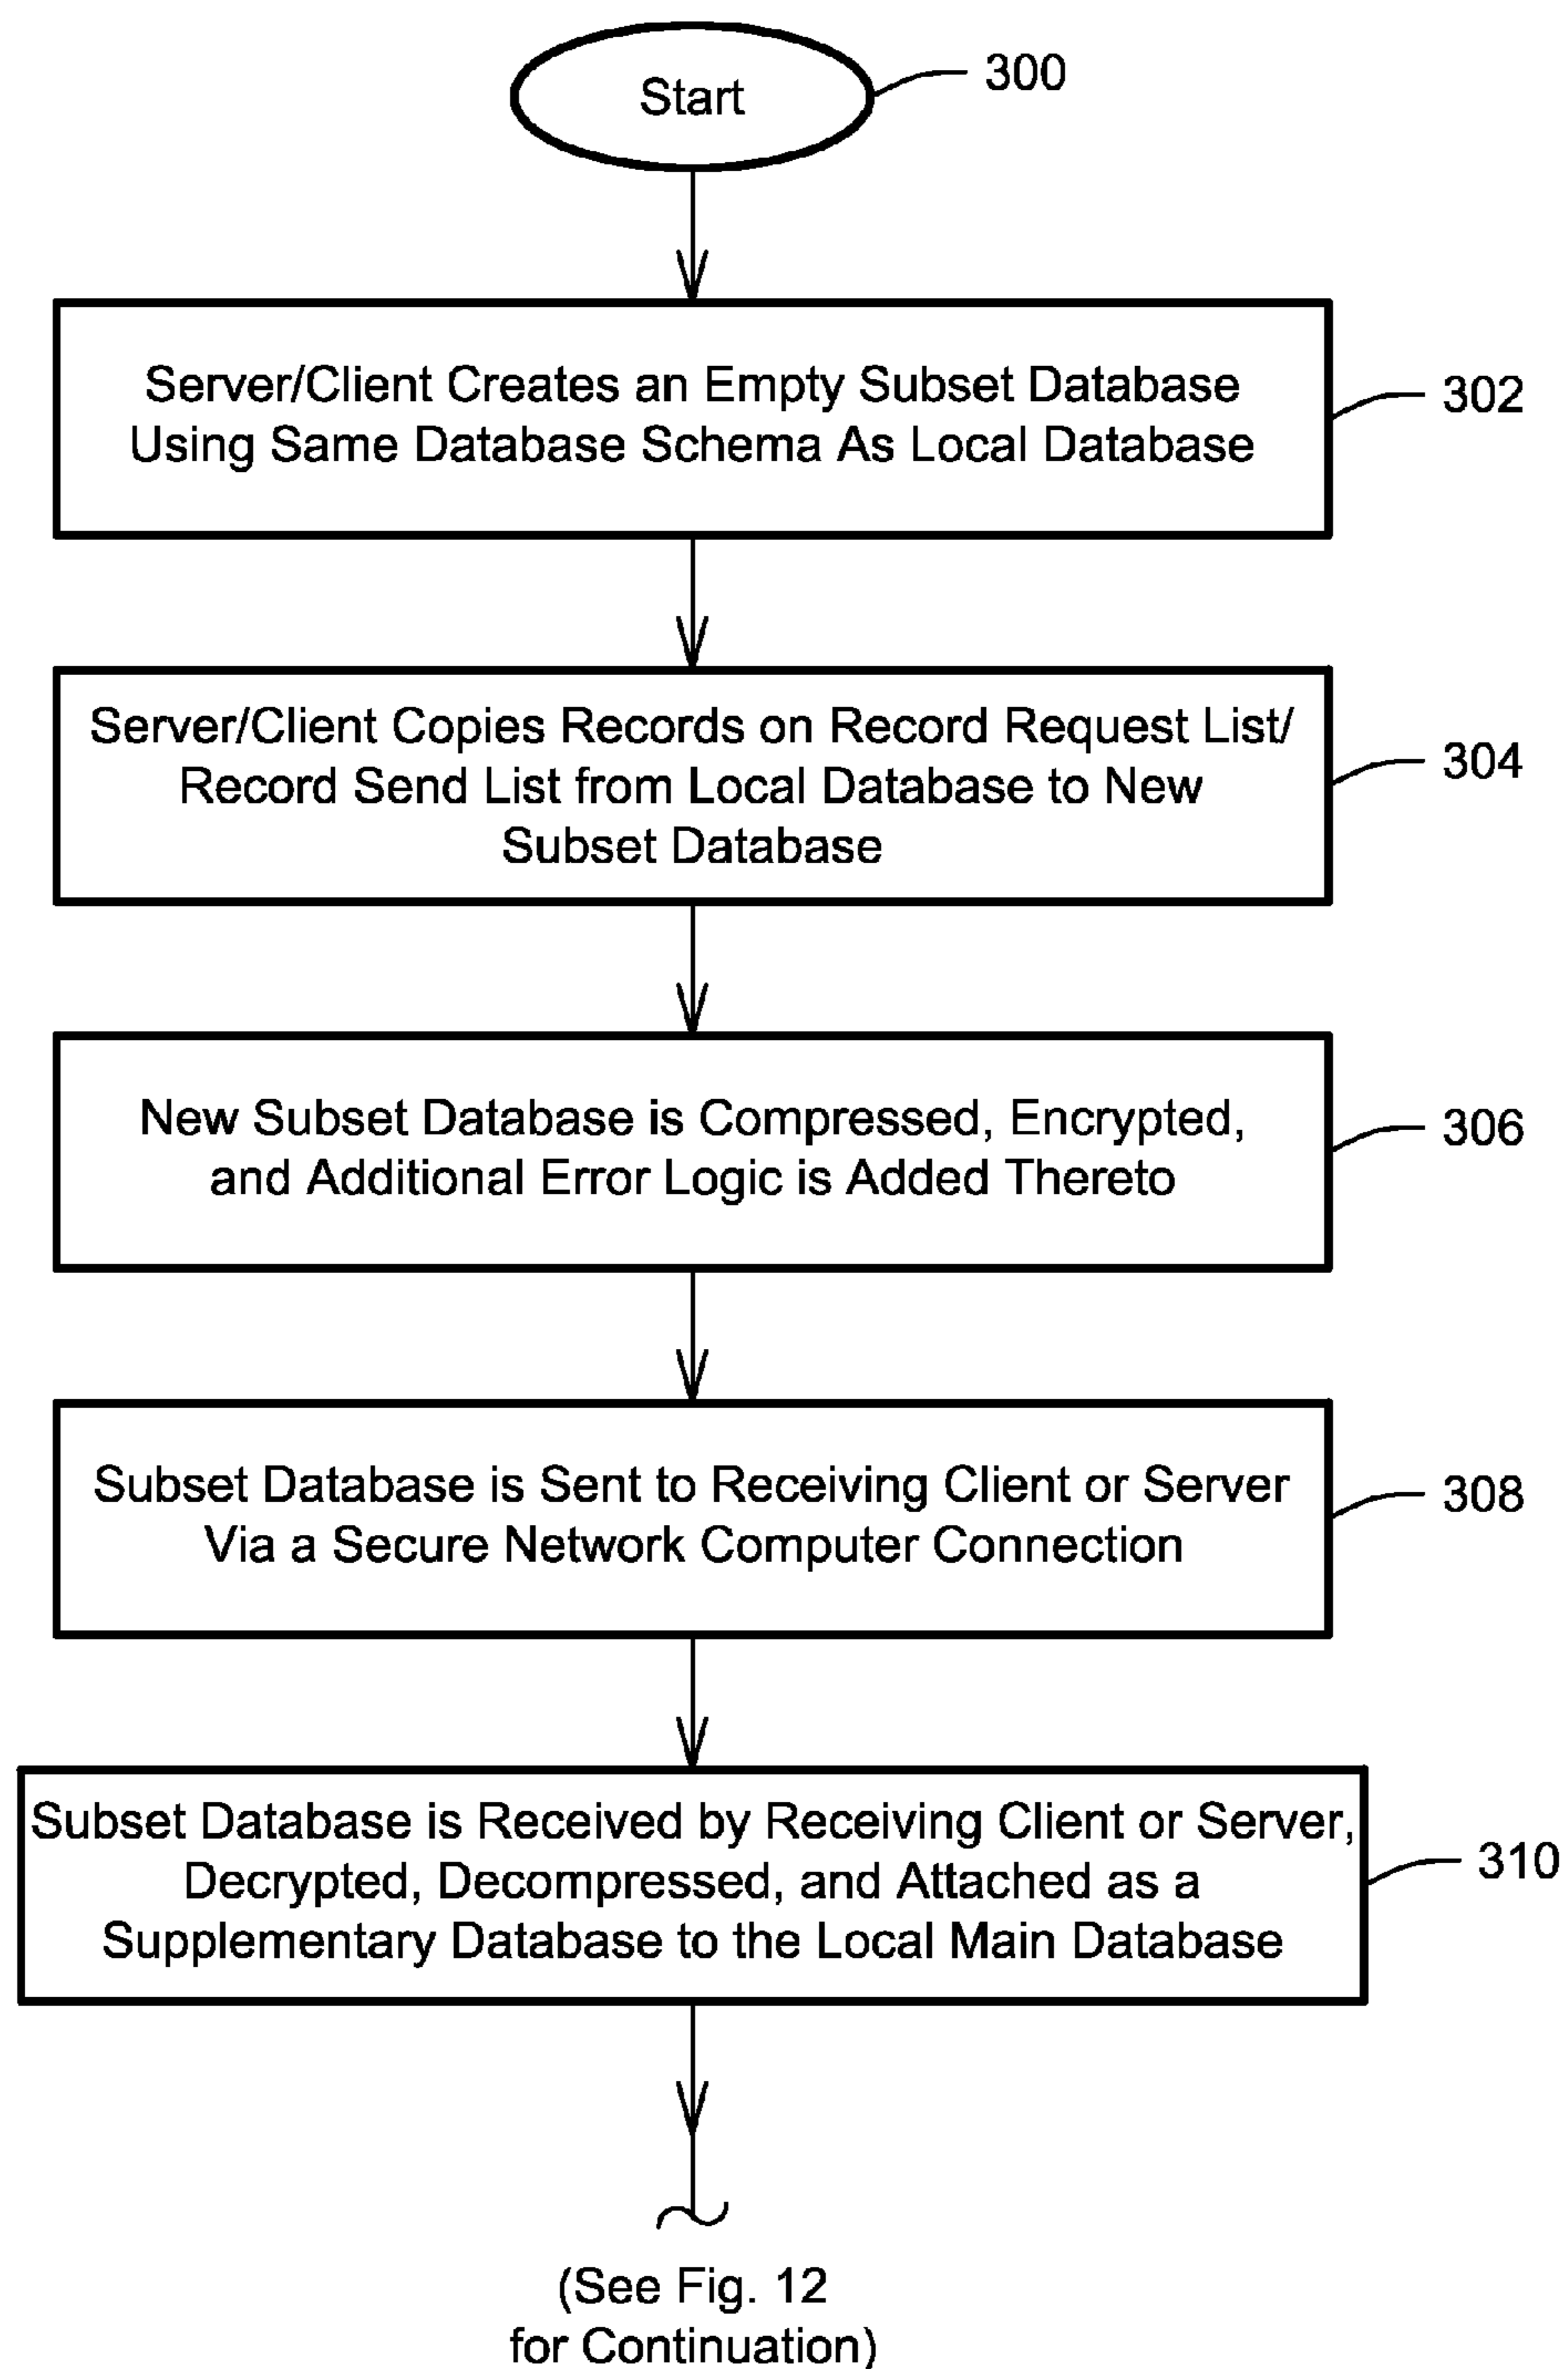 Start
300
Server/Client Creates an Empty Subset Database
Using Same Database Schema As Local Database
302
Server/Client Copies Records on Record Request List/
Record Send List from Local Database to New
Subset Database
304
New Subset Database is Compressed, Encrypted,
and Additional Error Logic is Added Thereto
306
Subset Database is Sent to Receiving Client or Server
Via a Secure Network Computer Connection
308
Subset Database is Received by Receiving Client or Server,
Decrypted, Decompressed, and Attached as a
Supplementary Database to the Local Main Database
310
(See Fig. 12
for Continuation)